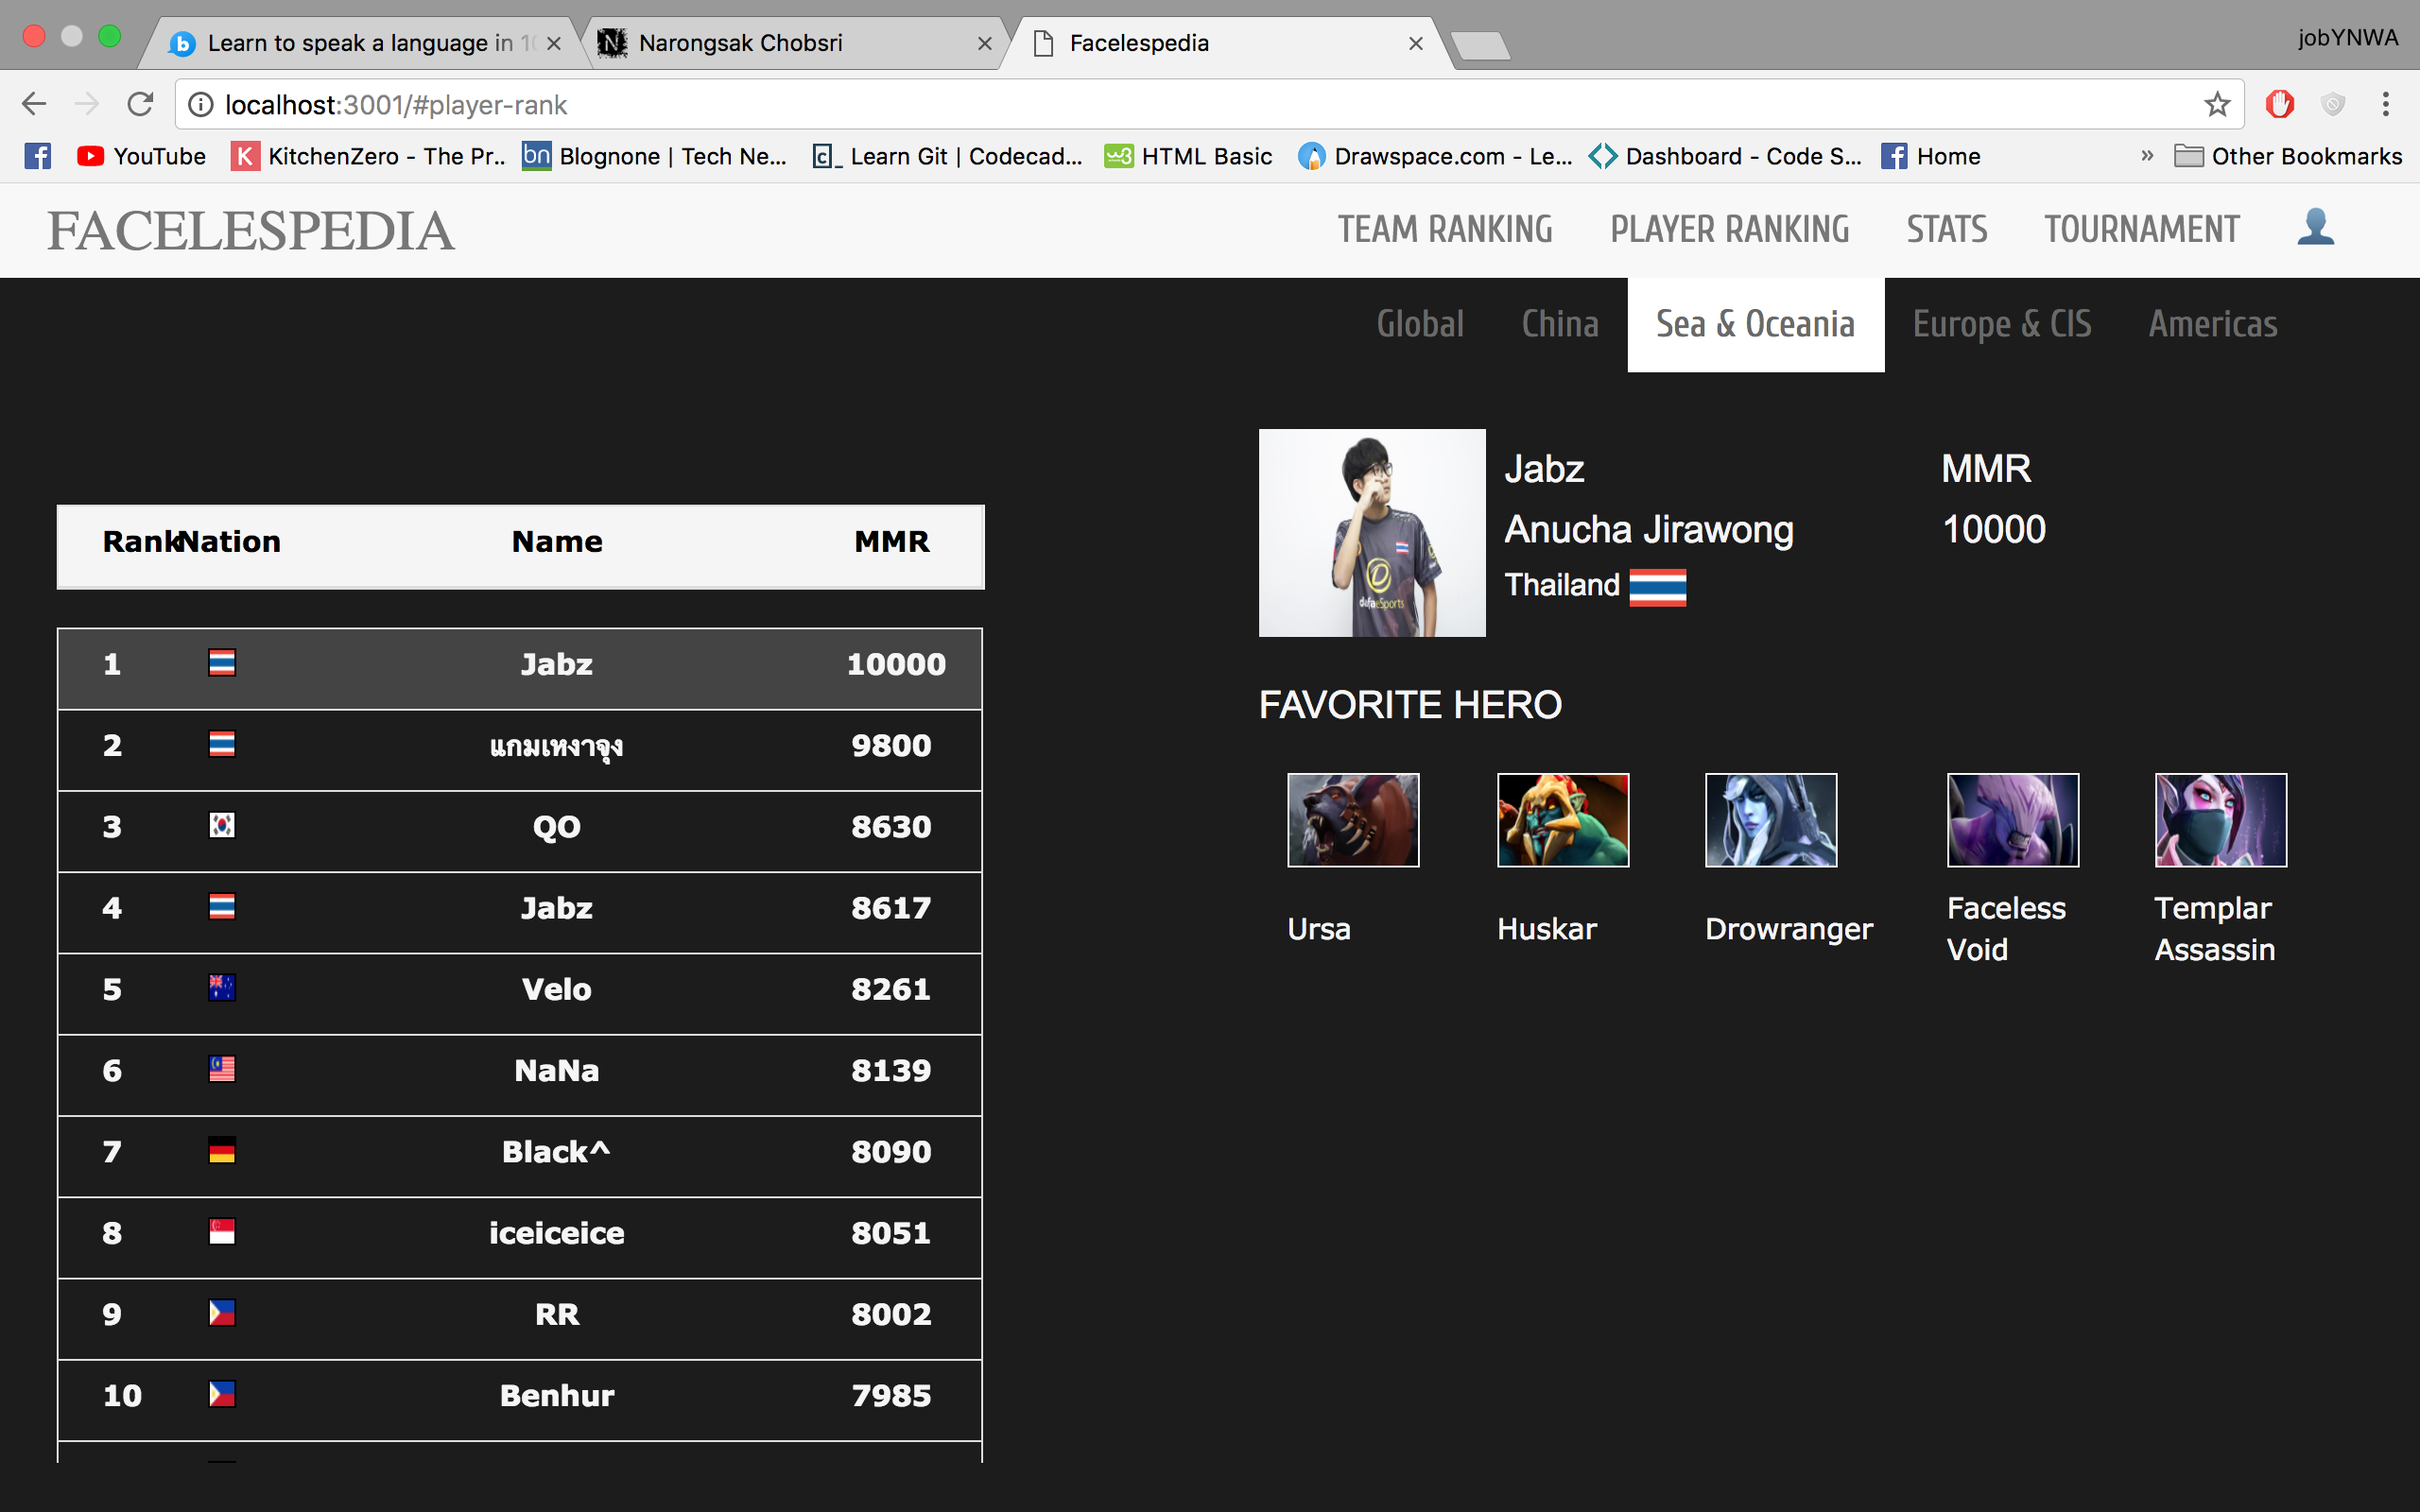 Learn to speak a language in 10
Narongsak Chobsri
Facelespedia
jobYNWA
localhost:3001/#player-rank
YouTube
KitchenZero - The Pr..
Blognone | Tech Ne...
Learn Git | Codecad...
HTML Basic
Drawspace.com - Le...
Dashboard - Code S...
Home
»
Other Bookmarks
FACELESPEDIA
TEAM RANKING
PLAYER RANKING
STATS
TOURNAMENT
Global
China
Sea & Oceania
Europe & CIS
Americas
Rank Nation Name MMR
1 Jabz 10000
2 แกมเหงาจุง 9800
3 QO 8630
4 Jabz 8617
5 Velo 8261
6 NaNa 8139
7 Black^ 8090
8 iceiceice 8051
9 RR 8002
10 Benhur 7985
Jabz
Anucha Jirawong
Thailand
MMR
10000
dafaeSports
FAVORITE HERO
Ursa
Huskar
Drowranger
Faceless
Void
Templar
Assassin